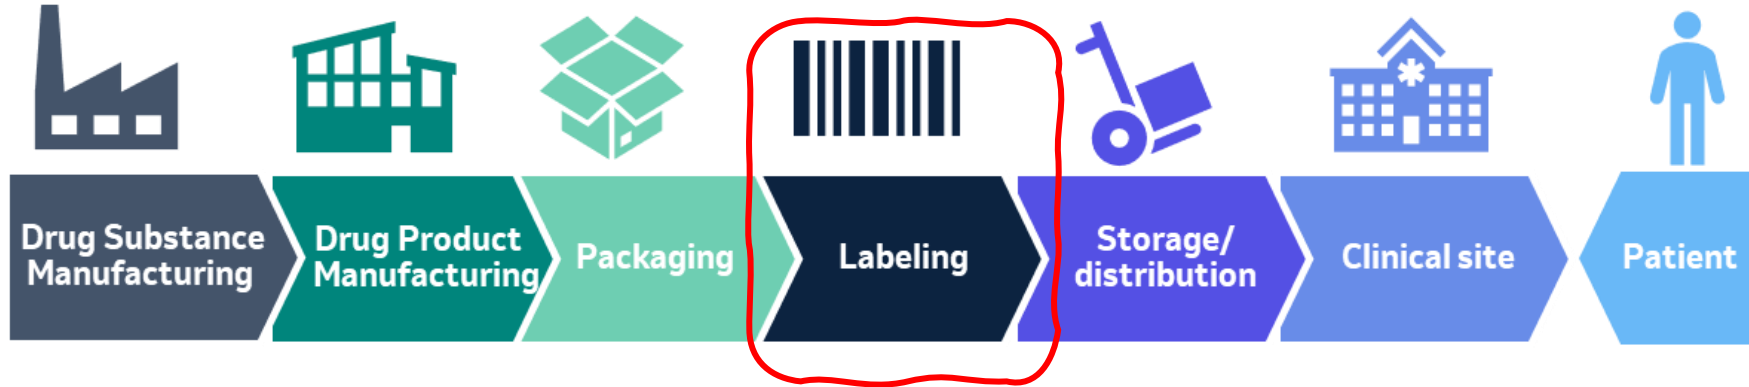 Drug Substance
Manufacturing
Drug Product
Manufacturing
Packaging
Labeling
Storage/
distribution
Clinical site
Patient